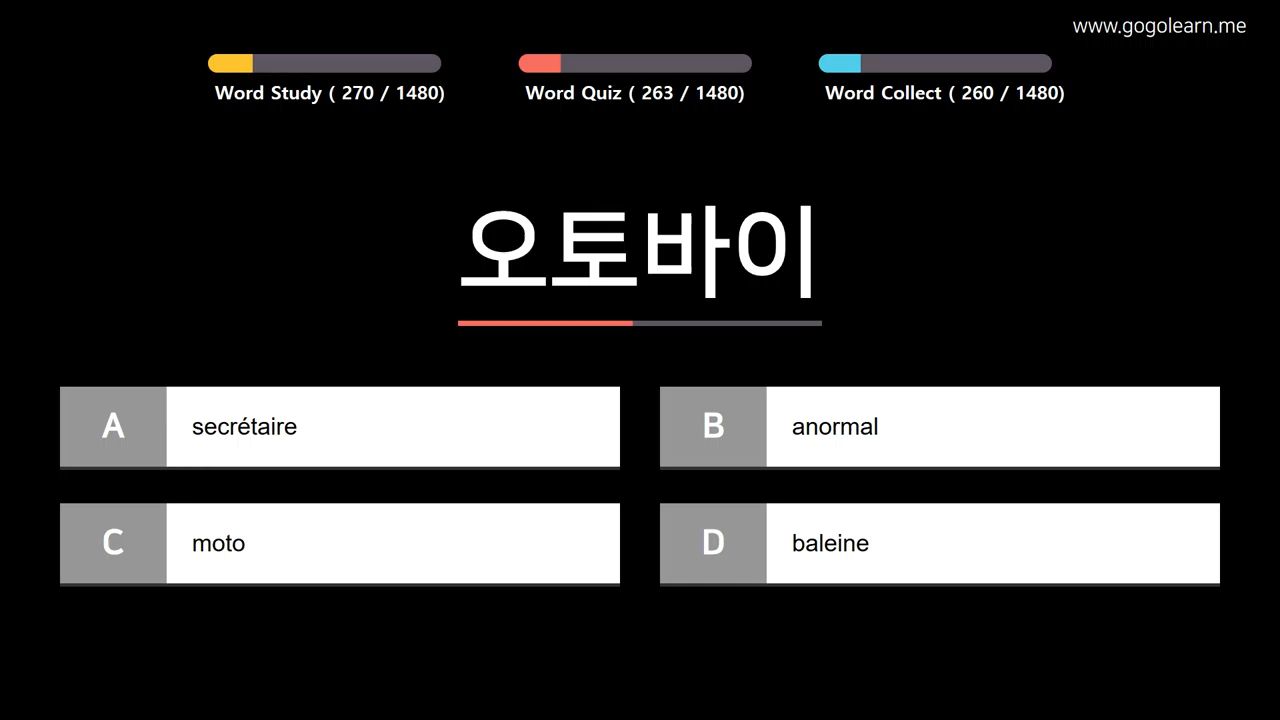 www.gogolearn.me
Word Study ( 270 / 1480)
Word Quiz ( 263 / 1480)
Word Collect ( 260 / 1480)
오토바이
A secrétaire
B anormal
C moto
D baleine